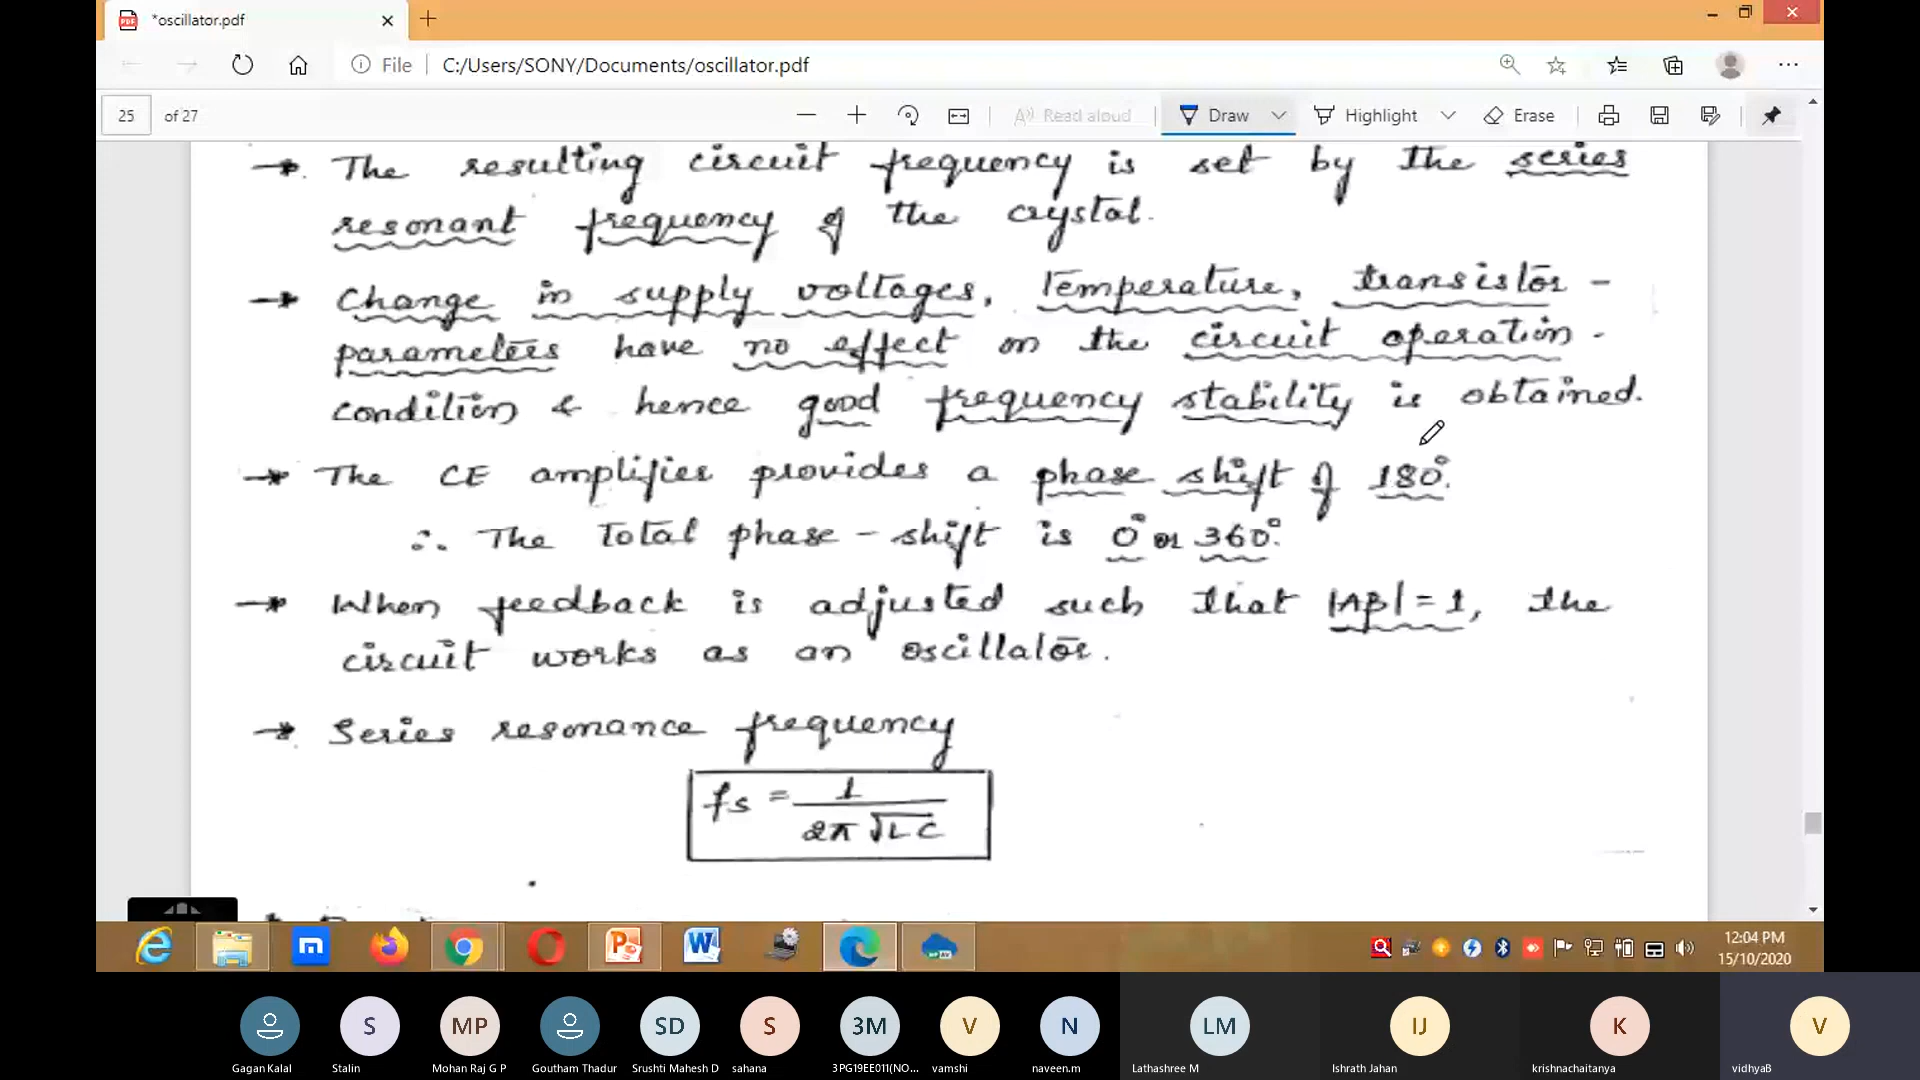 *oscillator.pdf
File C:/Users/SONY/Documents/oscillator.pdf
25 of 27 Read aloud Draw Highlight Erase
→ The resulting circuit frequency is set by the series
resonant frequency of the crystal.
→ Change in supply voltages, Temperature, transistor -
parameters have no effect on the circuit operation -
condition & hence good frequency stability is obtained.
→ The CE amplifier provides a phase shift of 180°.
∴ The Total phase - shift is 0° or 360°.
→ When feedback is adjusted such that |Aβ| = 1, the
circuit works as an oscillator.
→ Series resonance frequency
fs = 1 / 2π √LC
12:04 PM
15/10/2020
S MP SD S 3M V N LM IJ K V
Gagan Kalal Stalin Mohan Raj G P Goutham Thadur Srushti Mahesh D sahana 3PG19EE011(NO... vamshi naveen.m Lathashree M Ishrath Jahan krishnachaitanya vidhyaB